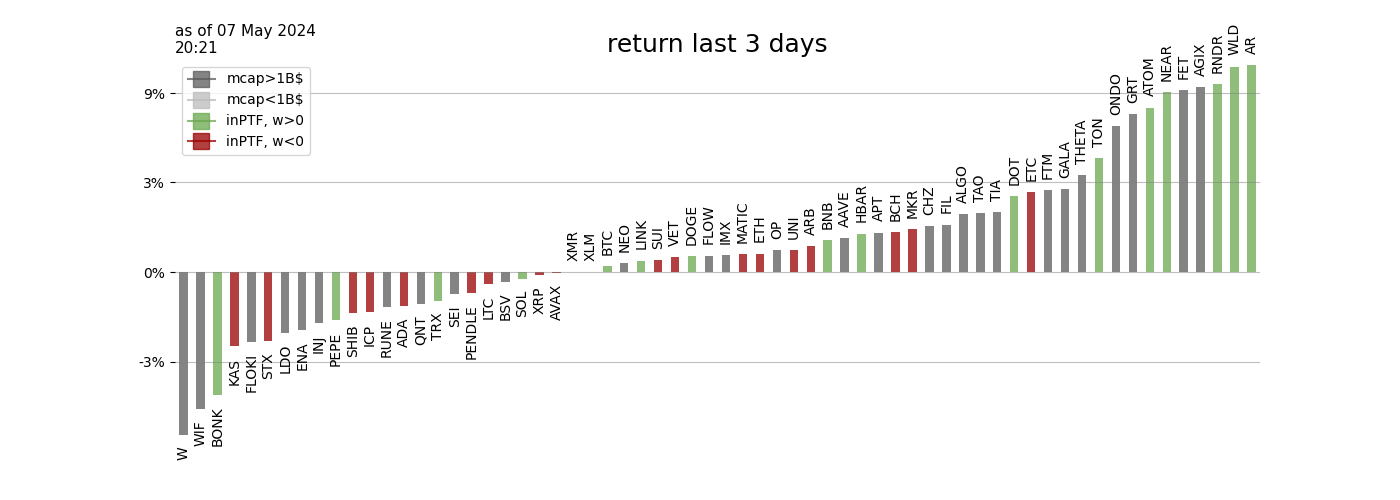 as of 07 May 2024
20:21
return last 3 days
mcap>1B$
mcap<1B$
inPTF, w>0
inPTF, w<0
9%
3%
0%
-3%
W
WIF
BONK
KAS
FLOKI
STX
LDO
ENA
INJ
PEPE
SHIB
ICP
RUNE
ADA
QNT
TRX
SEI
PENDLE
LTC
BSV
SOL
XRP
AVAX
XMR
XLM
BTC
NEO
LINK
SUI
VET
DOGE
FLOW
IMX
MATIC
ETH
OP
UNI
ARB
BNB
AAVE
HBAR
APT
BCH
MKR
CHZ
FIL
ALGO
TAO
TIA
DOT
ETC
FTM
GALA
THETA
TON
ONDO
GRT
ATOM
NEAR
FET
AGIX
RNDR
WLD
AR